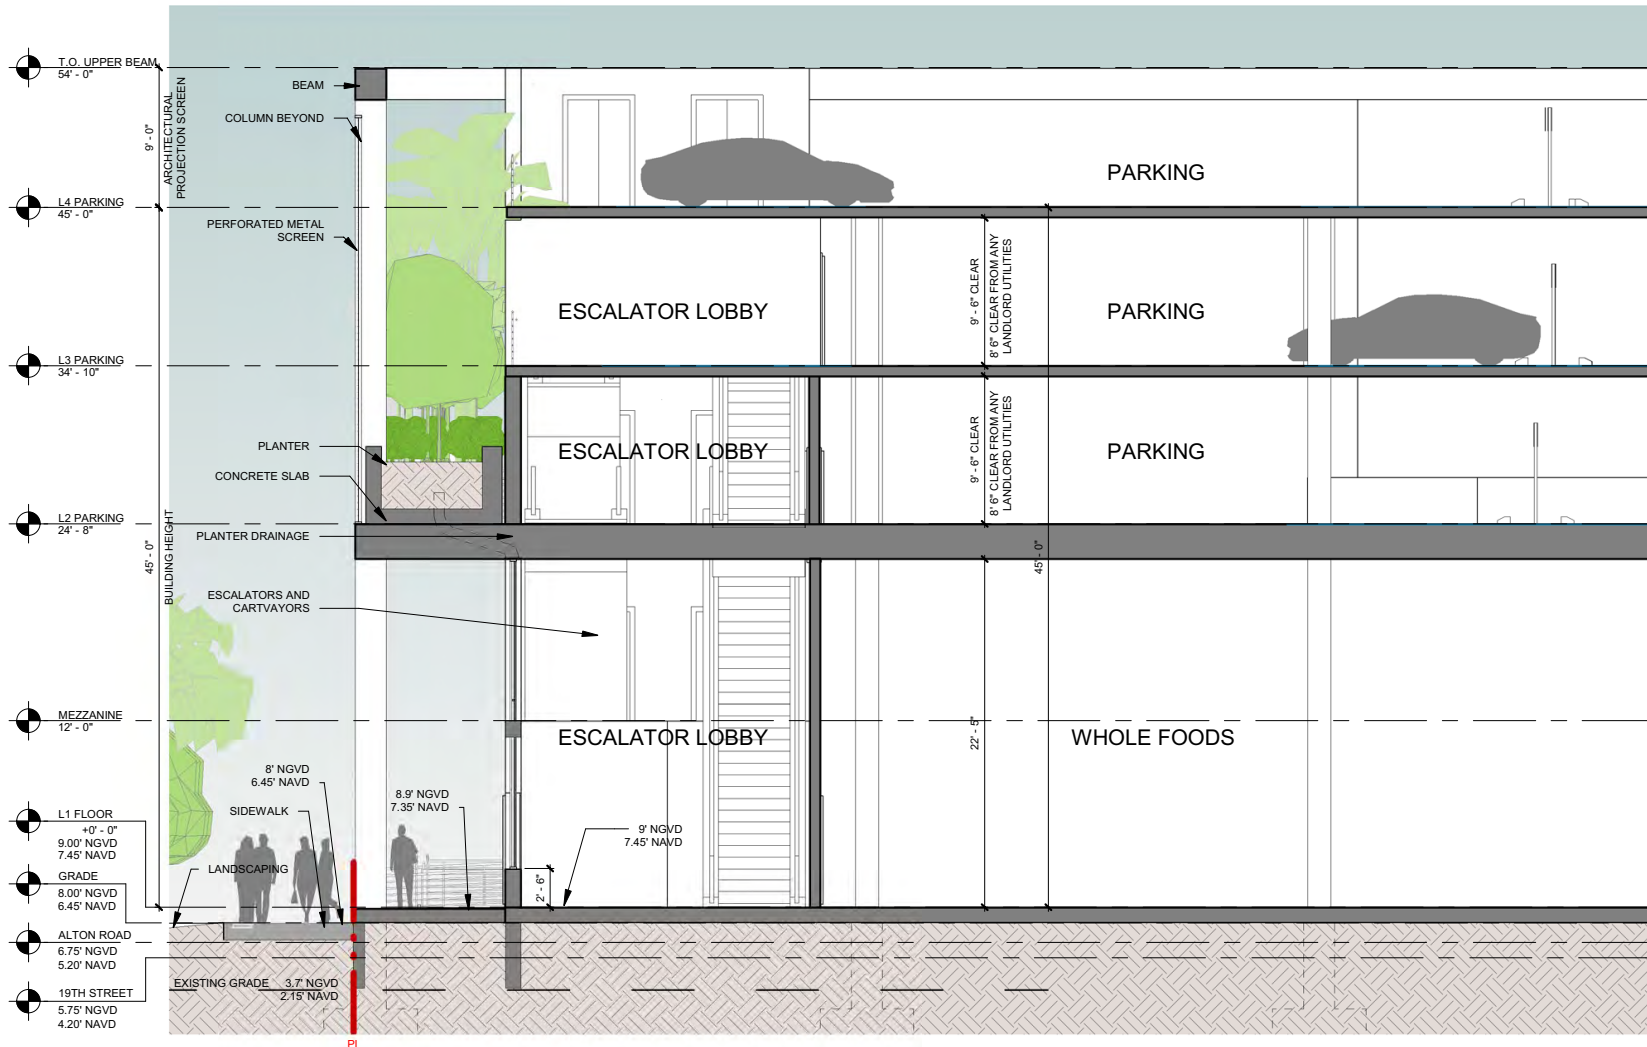 T.O. UPPER BEAM
54' - 0"
BEAM
COLUMN BEYOND
9' - 0"
ARCHITECTURAL
PROJECTION SCREEN
PARKING
L4 PARKING
45' - 0"
PERFORATED METAL
SCREEN
ESCALATOR LOBBY
9' - 6" CLEAR
8' 6" CLEAR FROM ANY
LANDLORD UTILITIES
PARKING
L3 PARKING
34' - 10"
PLANTER
CONCRETE SLAB
ESCALATOR LOBBY
9' - 6" CLEAR
8' 6" CLEAR FROM ANY
LANDLORD UTILITIES
PARKING
L2 PARKING
24' - 8"
PLANTER DRAINAGE
45' - 0"
BUILDING HEIGHT
45' - 0"
ESCALATORS AND
CARTVAYORS
MEZZANINE
12' - 0"
ESCALATOR LOBBY
22' - 5"
WHOLE FOODS
8' NGVD
6.45' NAVD
SIDEWALK
8.9' NGVD
7.35' NAVD
9' NGVD
7.45' NAVD
L1 FLOOR
+0' - 0"
9.00' NGVD
7.45' NAVD
LANDSCAPING
2' - 6"
GRADE
8.00' NGVD
6.45' NAVD
ALTON ROAD
6.75' NGVD
5.20' NAVD
EXISTING GRADE
3.7' NGVD
2.15' NAVD
19TH STREET
5.75' NGVD
4.20' NAVD